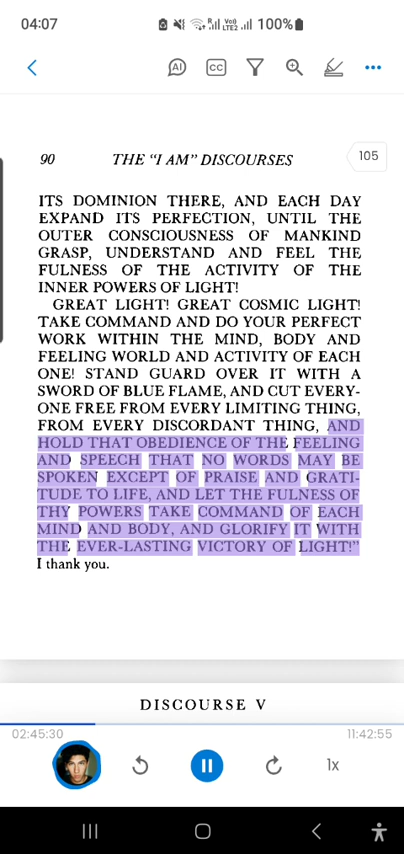 04:07
R
Vo))
LTE2
100%
AI
CC
90 THE "I AM" DISCOURSES
105
ITS DOMINION THERE, AND EACH DAY
EXPAND ITS PERFECTION, UNTIL THE
OUTER CONSCIOUSNESS OF MANKIND
GRASP, UNDERSTAND AND FEEL THE
FULNESS OF THE ACTIVITY OF THE
INNER POWERS OF LIGHT!
GREAT LIGHT! GREAT COSMIC LIGHT!
TAKE COMMAND AND DO YOUR PERFECT
WORK WITHIN THE MIND, BODY AND
FEELING WORLD AND ACTIVITY OF EACH
ONE! STAND GUARD OVER IT WITH A
SWORD OF BLUE FLAME, AND CUT EVERY-
ONE FREE FROM EVERY LIMITING THING,
FROM EVERY DISCORDANT THING, AND
HOLD THAT OBEDIENCE OF THE FEELING
AND SPEECH THAT NO WORDS MAY BE
SPOKEN EXCEPT OF PRAISE AND GRATI-
TUDE TO LIFE, AND LET THE FULNESS OF
THY POWERS TAKE COMMAND OF EACH
MIND AND BODY, AND GLORIFY IT WITH
THE EVER-LASTING VICTORY OF LIGHT!"
I thank you.
DISCOURSE V
02:45:30
11:42:55
1x